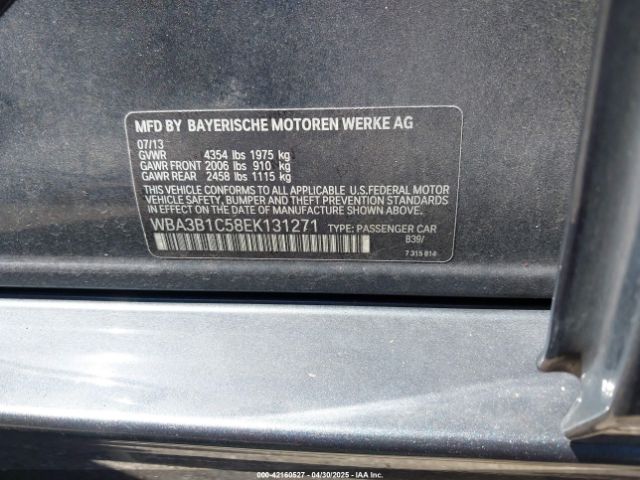 MFD BY BAYERISCHE MOTOREN WERKE AG
07/13
GVWR 4354 lbs 1975 kg
GAWR FRONT 2006 lbs 910 kg
GAWR REAR 2458 lbs 1115 kg
THIS VEHICLE CONFORMS TO ALL APPLICABLE U.S.FEDERAL MOTOR
VEHICLE SAFETY, BUMPER AND THEFT PREVENTION STANDARDS
IN EFFECT ON THE DATE OF MANUFACTURE SHOWN ABOVE.
WBA3B1C58EK131271 TYPE: PASSENGER CAR
B39/
7 315 814
000-42160527 - 04/30/2025 - IAA Inc.